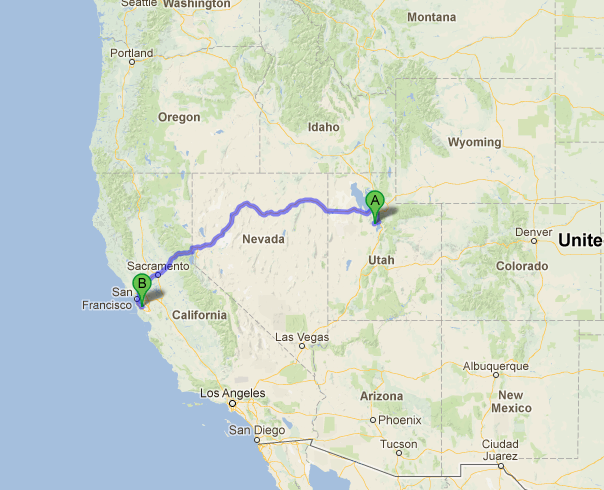 Seattle
Washington
Montana
Portland
Oregon
Idaho
Wyoming
A
Nevada
Denver
Unite
Utah
Colorado
Sacramento
B
San
Francisco
California
Las Vegas
Albuquerque
Los Angeles
Arizona
New
Mexico
Phoenix
San Diego
Tucson
Ciudad
Juarez